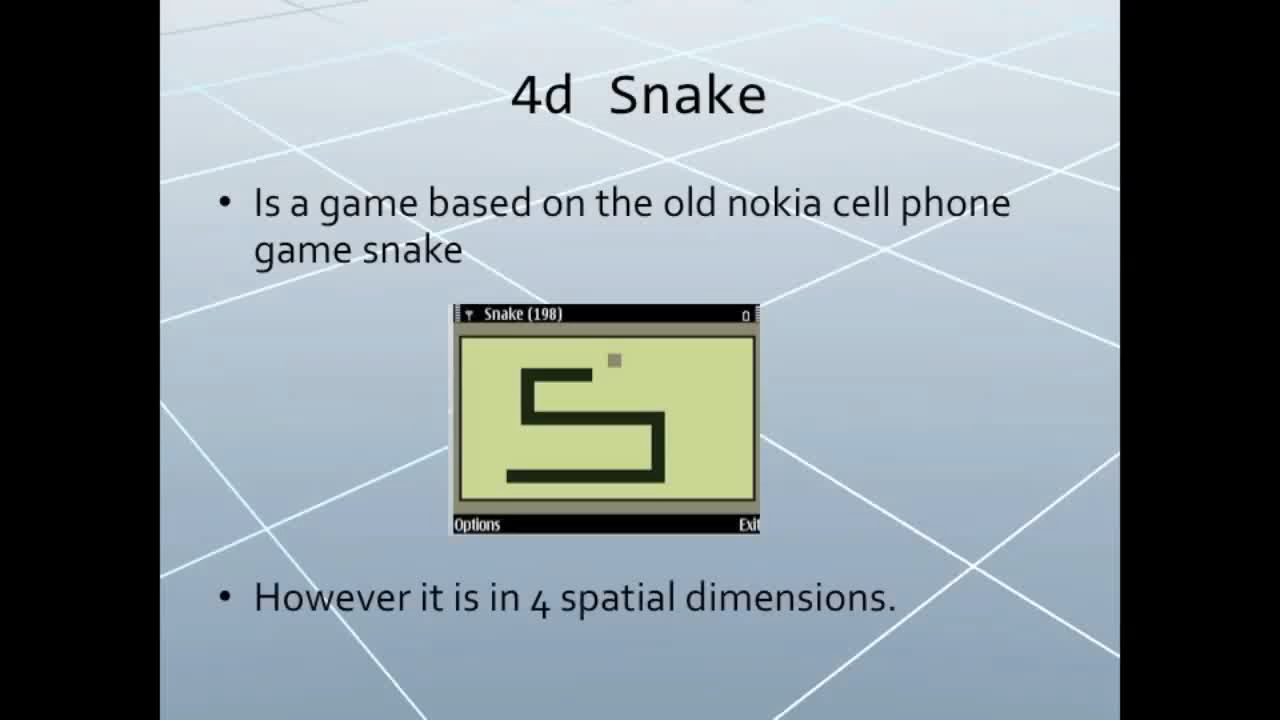 4d Snake
• Is a game based on the old nokia cell phone
game snake
Snake (198)
Options Exit
• However it is in 4 spatial dimensions.